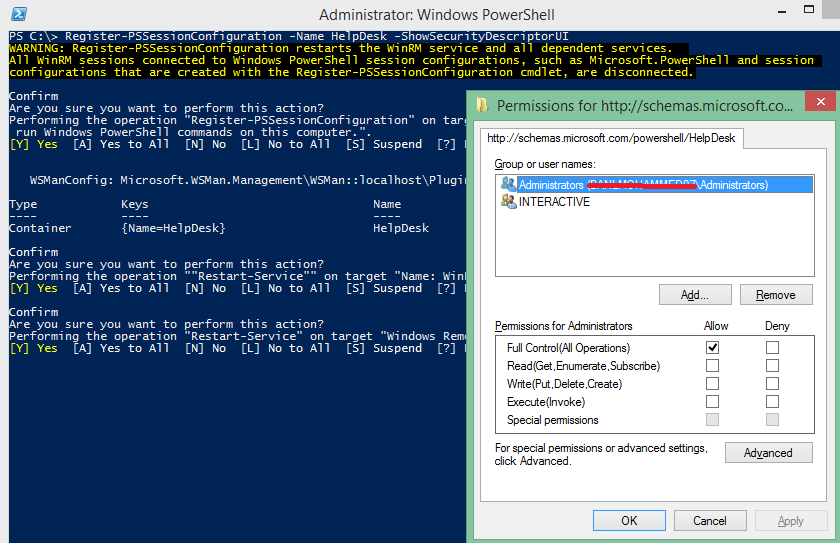 Administrator: Windows PowerShell
PS C:\> Register-PSSessionConfiguration -Name HelpDesk -ShowSecurityDescriptorUI
WARNING: Register-PSSessionConfiguration restarts the WinRM service and all dependent services.
All WinRM sessions connected to Windows PowerShell session configurations, such as Microsoft.PowerShell and session
configurations that are created with the Register-PSSessionConfiguration cmdlet, are disconnected.
Confirm
Are you sure you want to perform this action?
Performing the operation "Register-PSSessionConfiguration" on targ
run Windows PowerShell commands on this computer.".
[Y] Yes [A] Yes to All [N] No [L] No to All [S] Suspend [?]
WSManConfig: Microsoft.WSMan.Management\WSMan::localhost\Plugin
Type Keys Name
---- ---- ----
Container {Name=HelpDesk} HelpDesk
Confirm
Are you sure you want to perform this action?
Performing the operation ""Restart-Service"" on target "Name: Win
[Y] Yes [A] Yes to All [N] No [L] No to All [S] Suspend [?]
Confirm
Are you sure you want to perform this action?
Performing the operation "Restart-Service" on target "Windows Rem
[Y] Yes [A] Yes to All [N] No [L] No to All [S] Suspend [?]
Permissions for http://schemas.microsoft.co...
http://schemas.microsoft.com/powershell/HelpDesk
Group or user names:
Administrators (\Administrators)
INTERACTIVE
Add...
Remove
Permissions for Administrators Allow Deny
Full Control(All Operations)
Read(Get,Enumerate,Subscribe)
Write(Put,Delete,Create)
Execute(Invoke)
Special permissions
For special permissions or advanced settings,
click Advanced.
Advanced
OK
Cancel
Apply